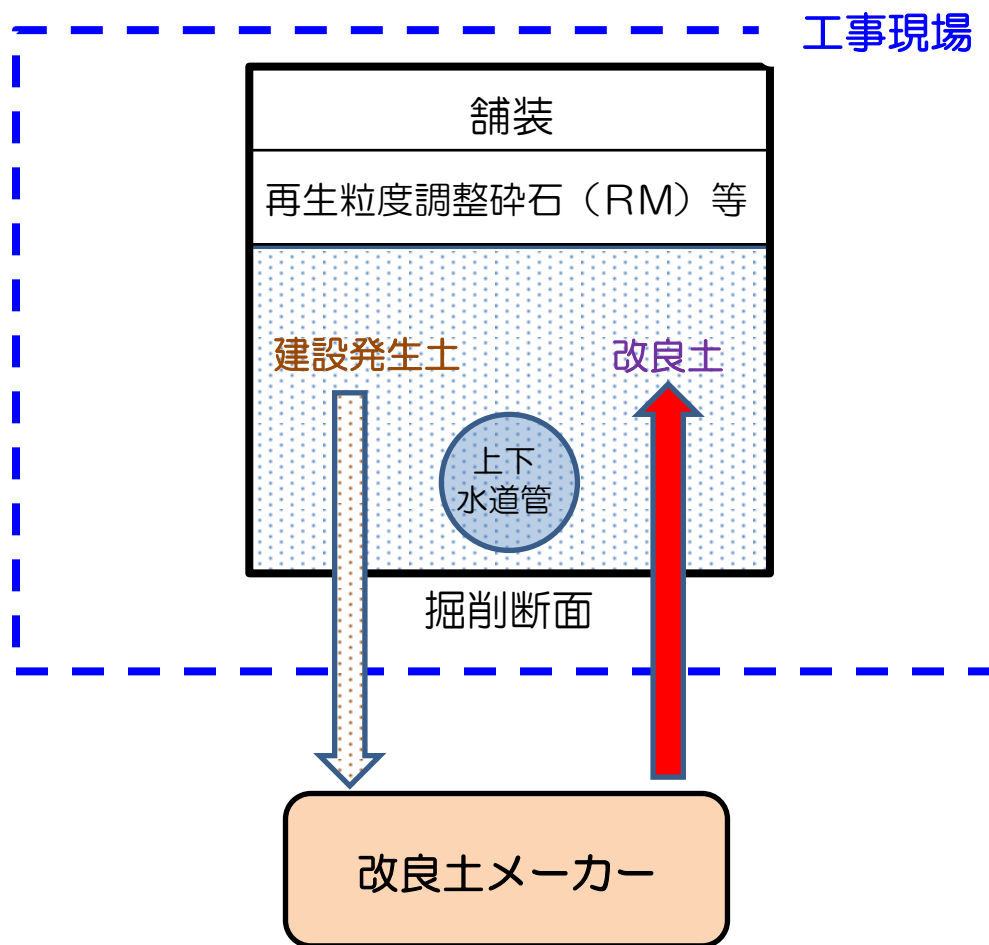 工事現場
舗装
再生粒度調整砕石（RM）等
建設発生土
改良土
上下
水道管
掘削断面
改良土メーカー